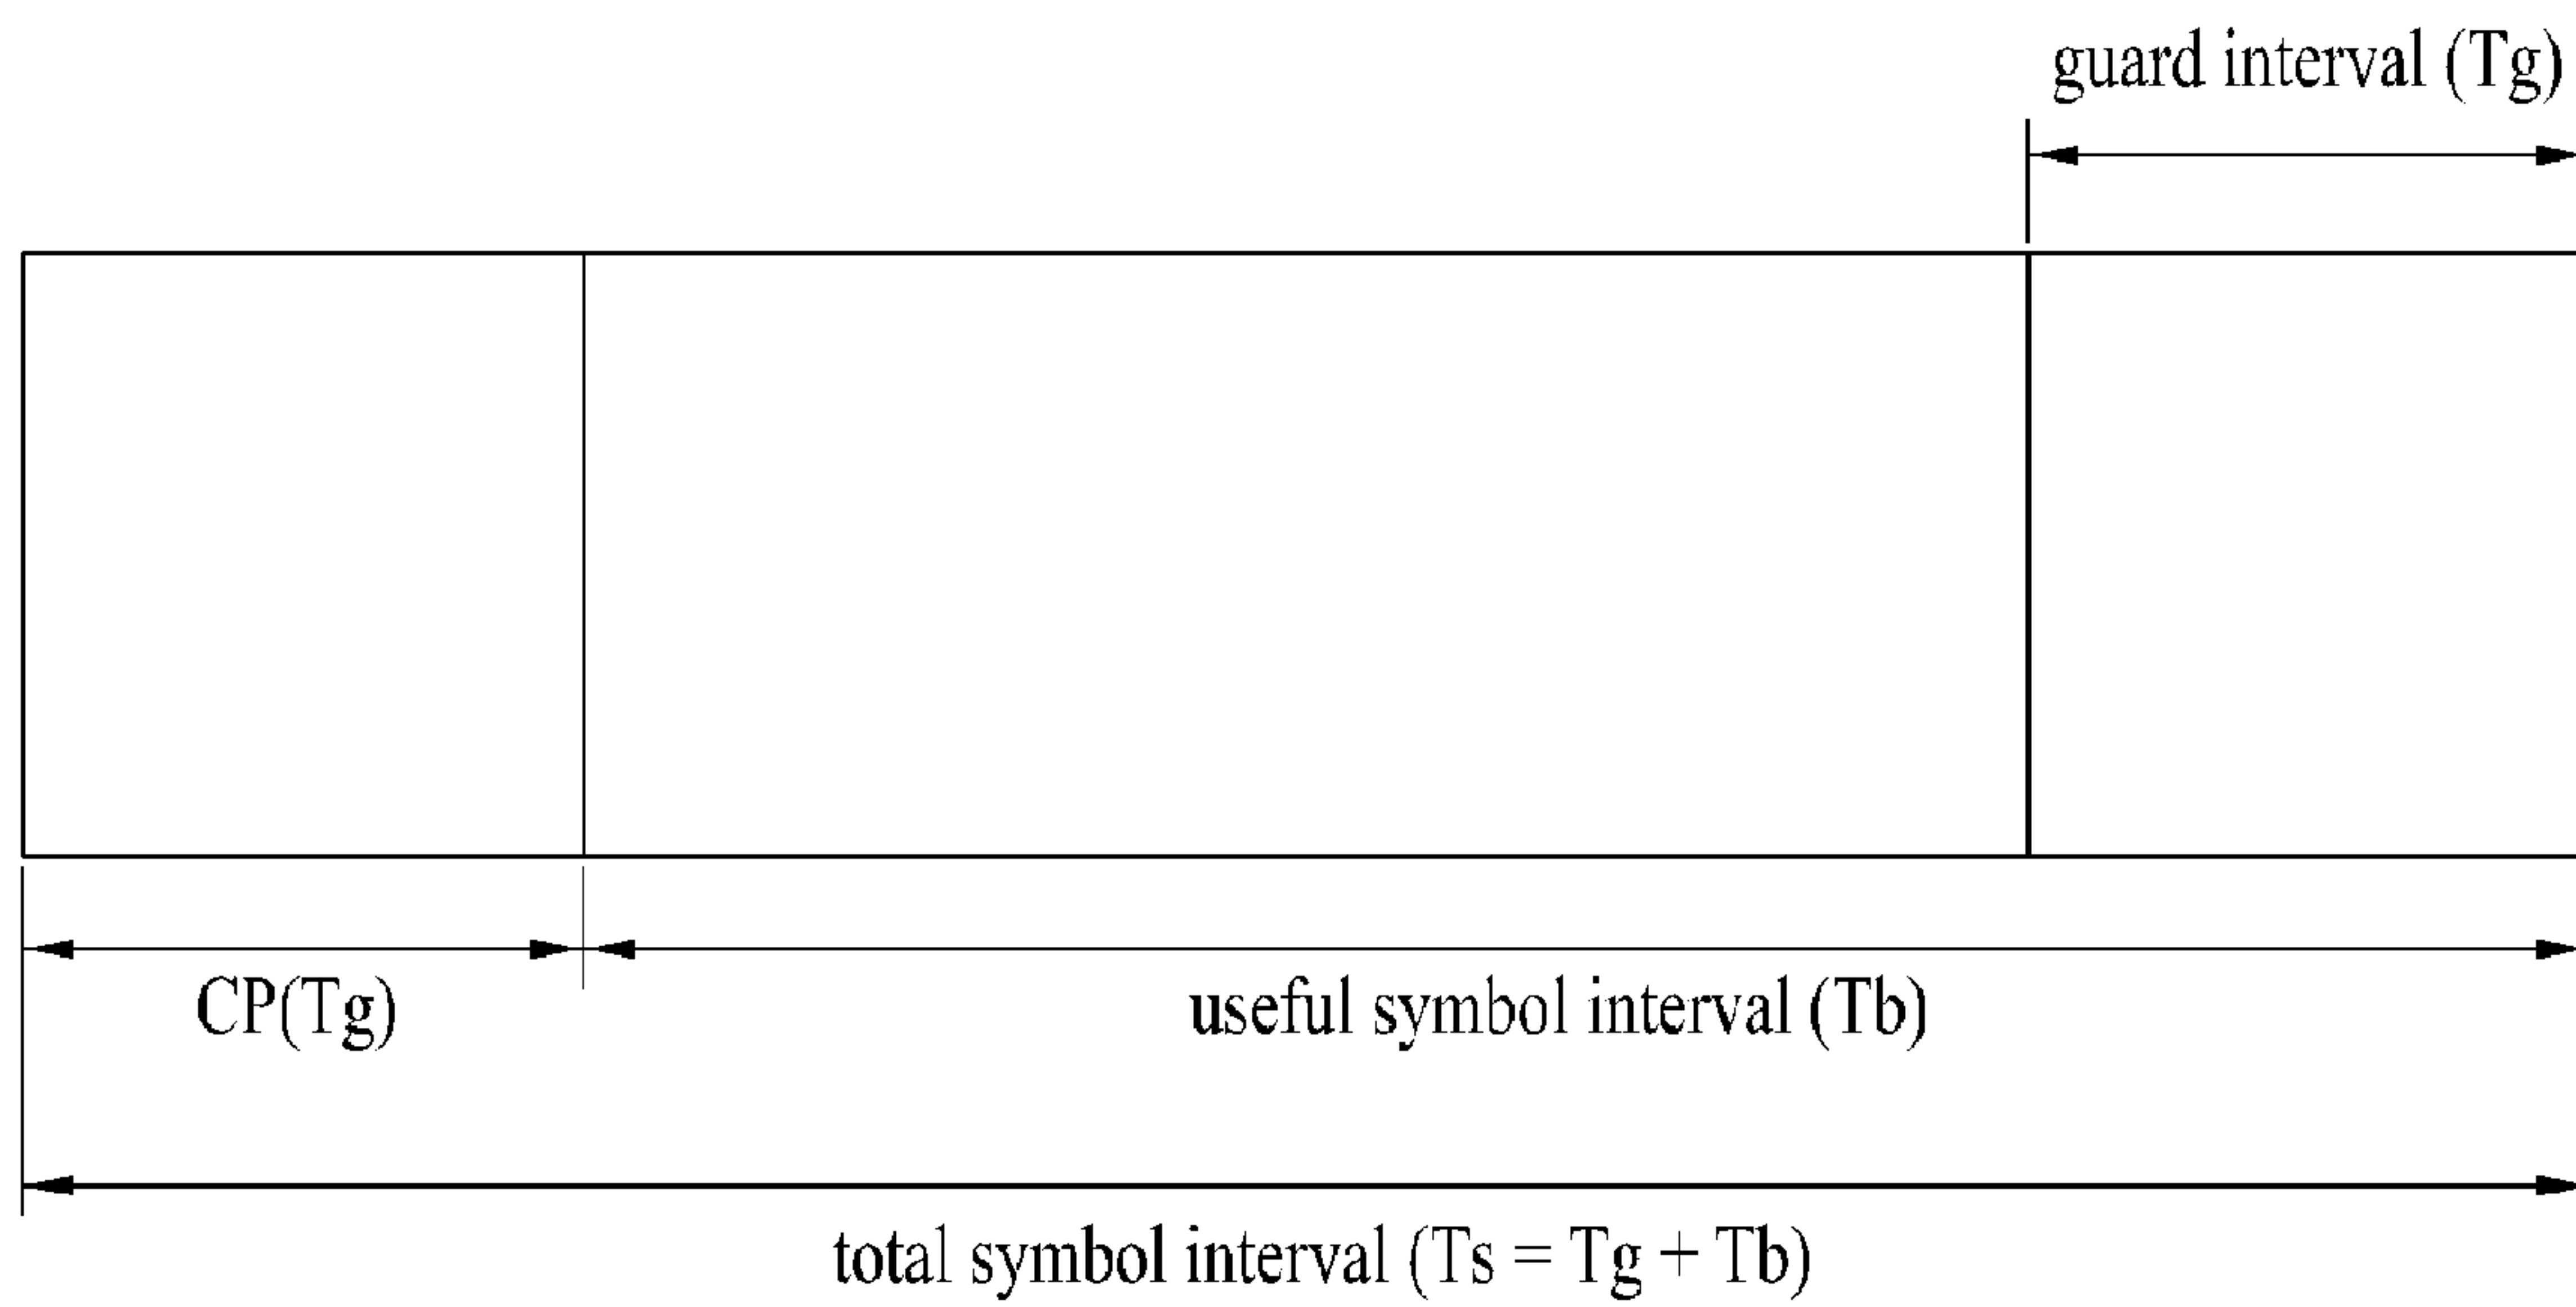 guard interval (Tg)
CP(Tg)
useful symbol interval (Tb)
total symbol interval (Ts = Tg + Tb)